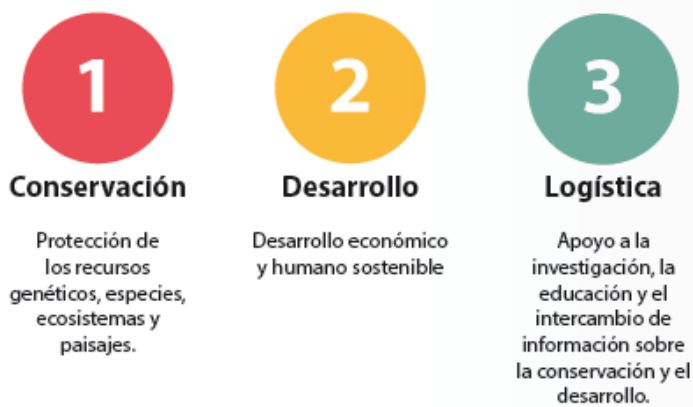 1
Conservación
Protección de
los recursos
genéticos, especies,
ecosistemas y
paisajes.
2
Desarrollo
Desarrollo económico
y humano sostenible
3
Logística
Apoyo a la
investigación, la
educación y el
intercambio de
información sobre
la conservación y el
desarrollo.